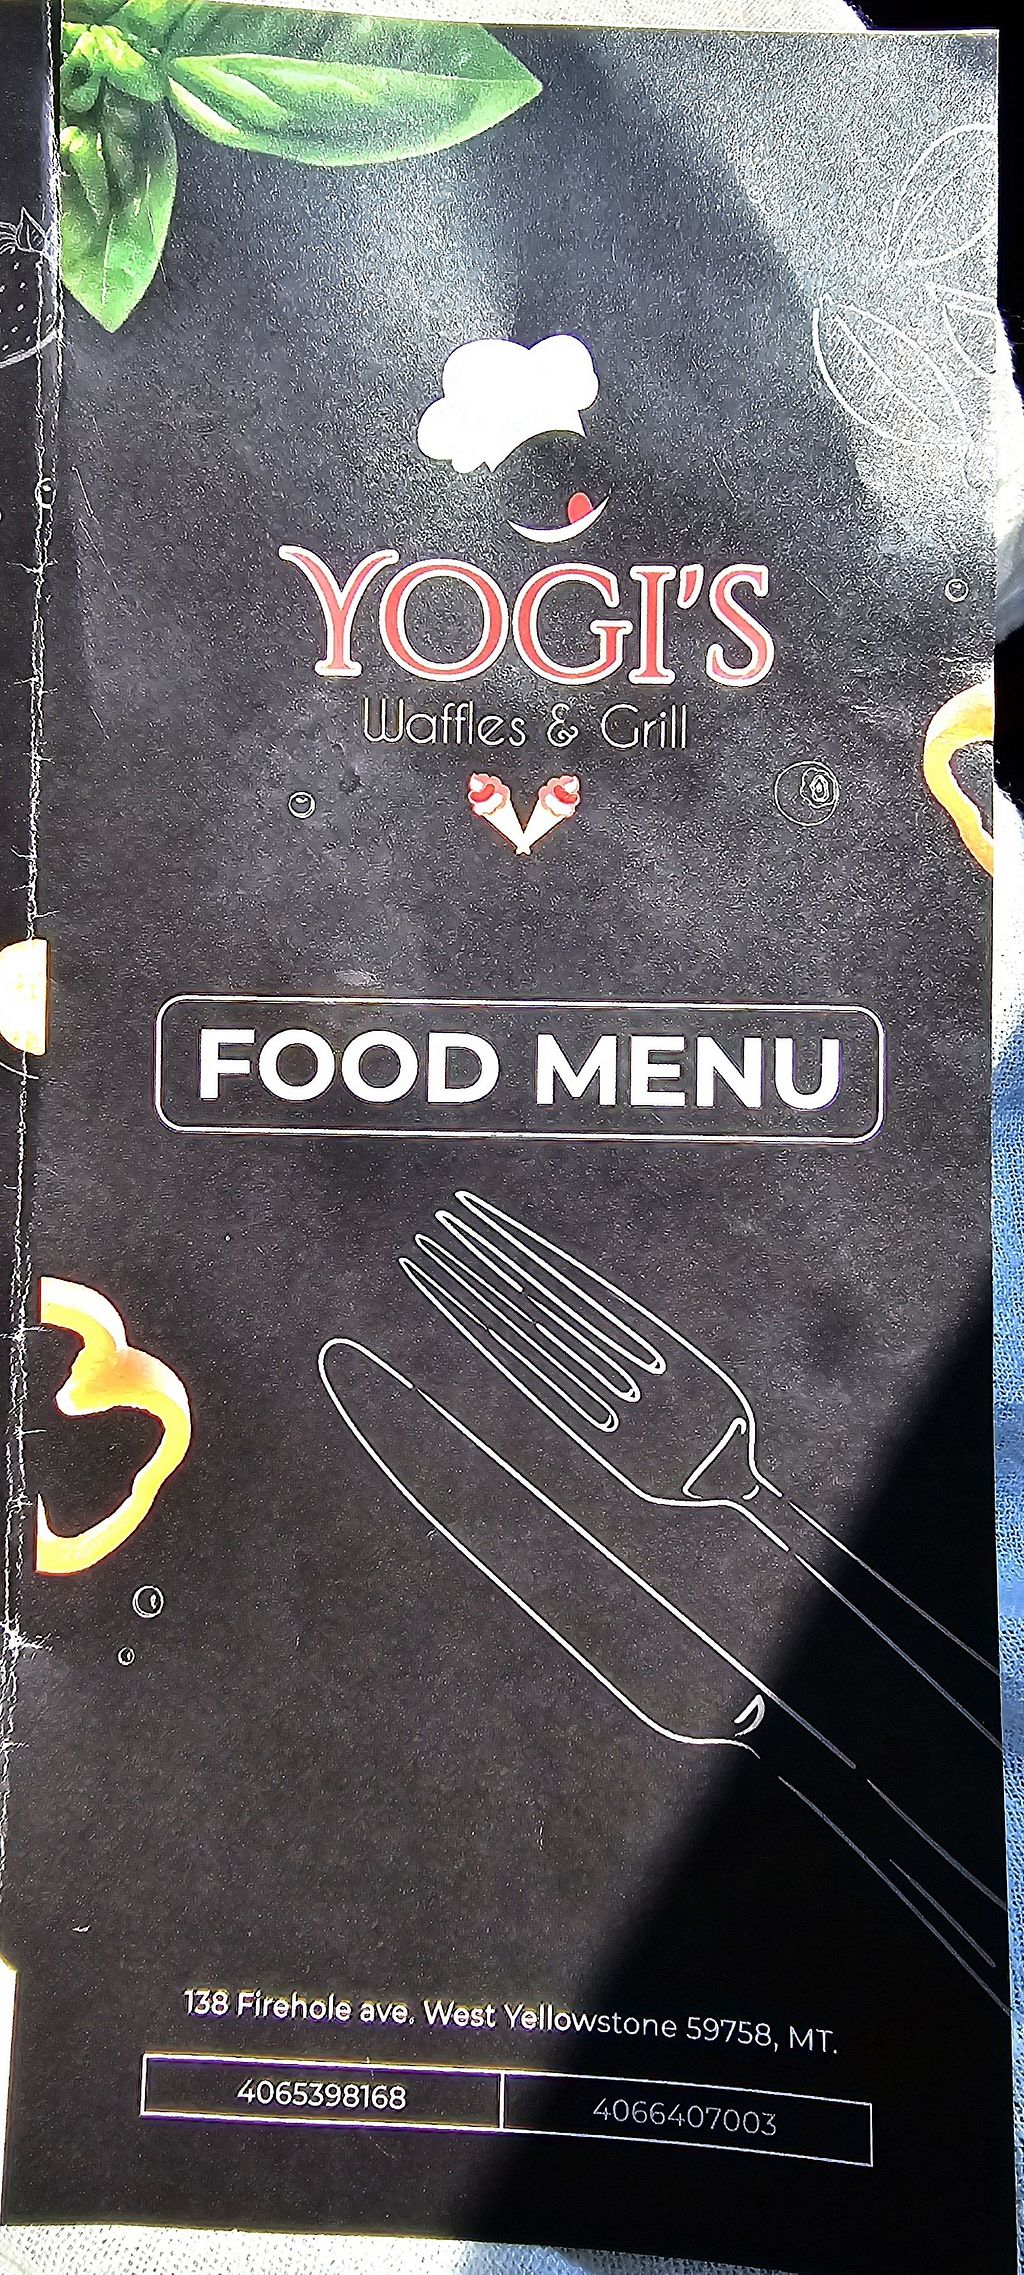 YOGI'S
Waffles & Grill
FOOD MENU
138 Firehole ave. West Yellowstone 59758, MT.
4065398168
4066407003